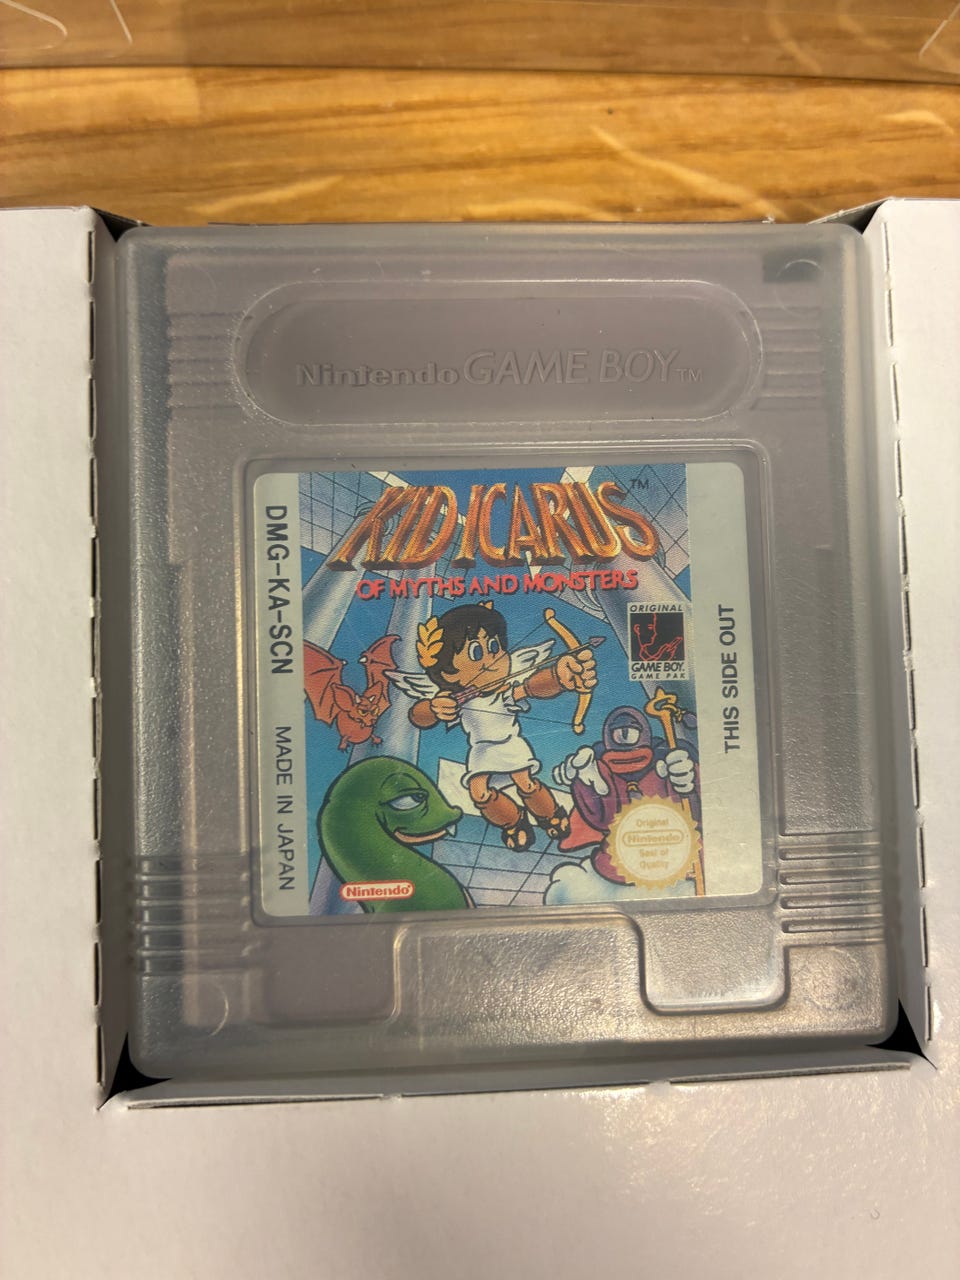 Nintendo GAME BOY TM
KID ICARUS TM
OF MYTHS AND MONSTERS
DMG-KA-SCN
MADE IN JAPAN
ORIGINAL
GAME BOY
GAME PAK
THIS SIDE OUT
Original
Nintendo
Seal of
Quality
Nintendo®